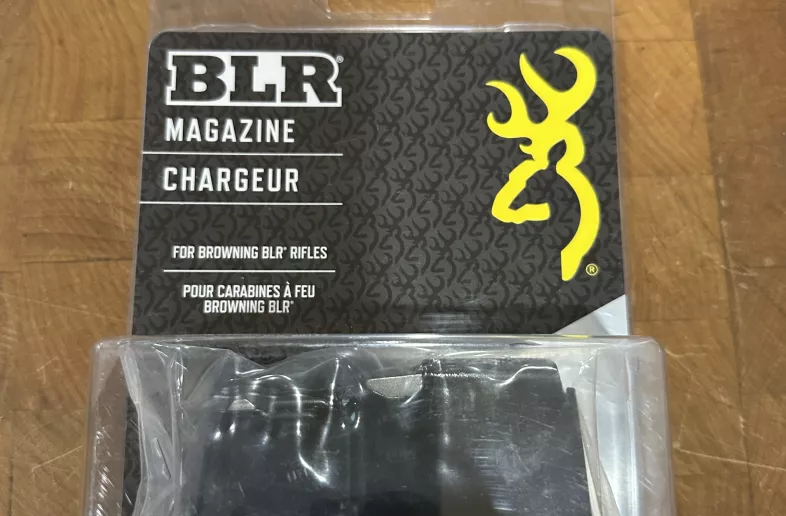 BLR®
MAGAZINE
CHARGEUR
FOR BROWNING BLR® RIFLES
POUR CARABINES À FEU
BROWNING BLR®
®